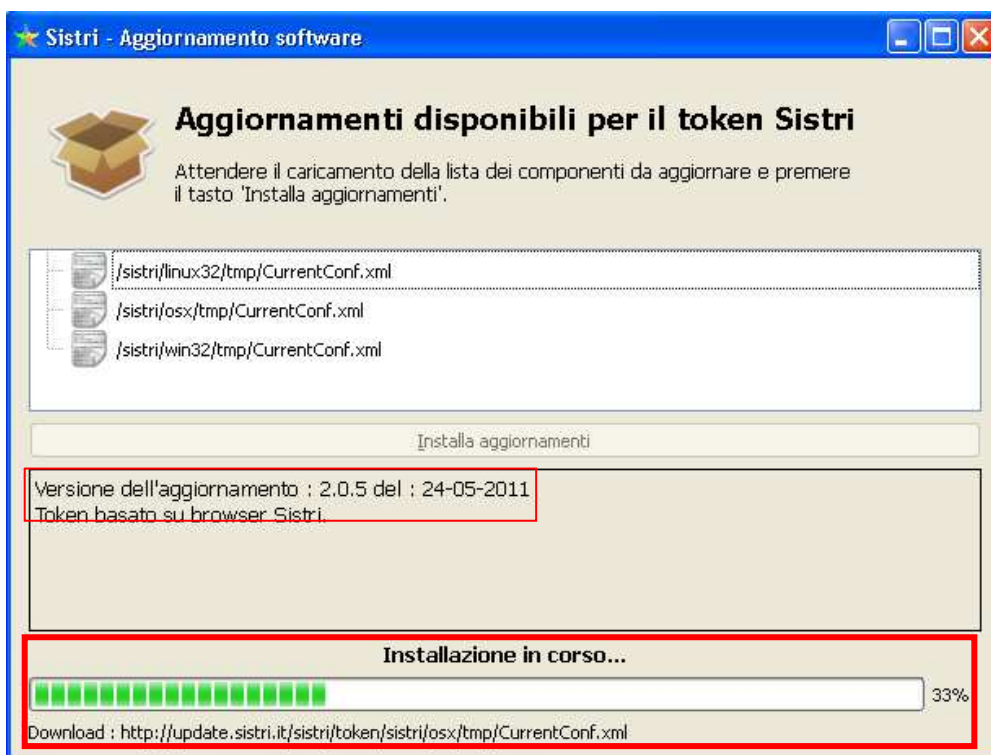 Sistri - Aggiornamento software
Aggiornamenti disponibili per il token Sistri
Attendere il caricamento della lista dei componenti da aggiornare e premere
il tasto 'Installa aggiornamenti'.
/sistri/linux32/tmp/CurrentConf.xml
/sistri/osx/tmp/CurrentConf.xml
/sistri/win32/tmp/CurrentConf.xml
Installa aggiornamenti
Versione dell'aggiornamento : 2.0.5 del : 24-05-2011
Token basato su browser Sistri.
Installazione in corso...
33%
Download : http://update.sistri.it/sistri/token/sistri/osx/tmp/CurrentConf.xml